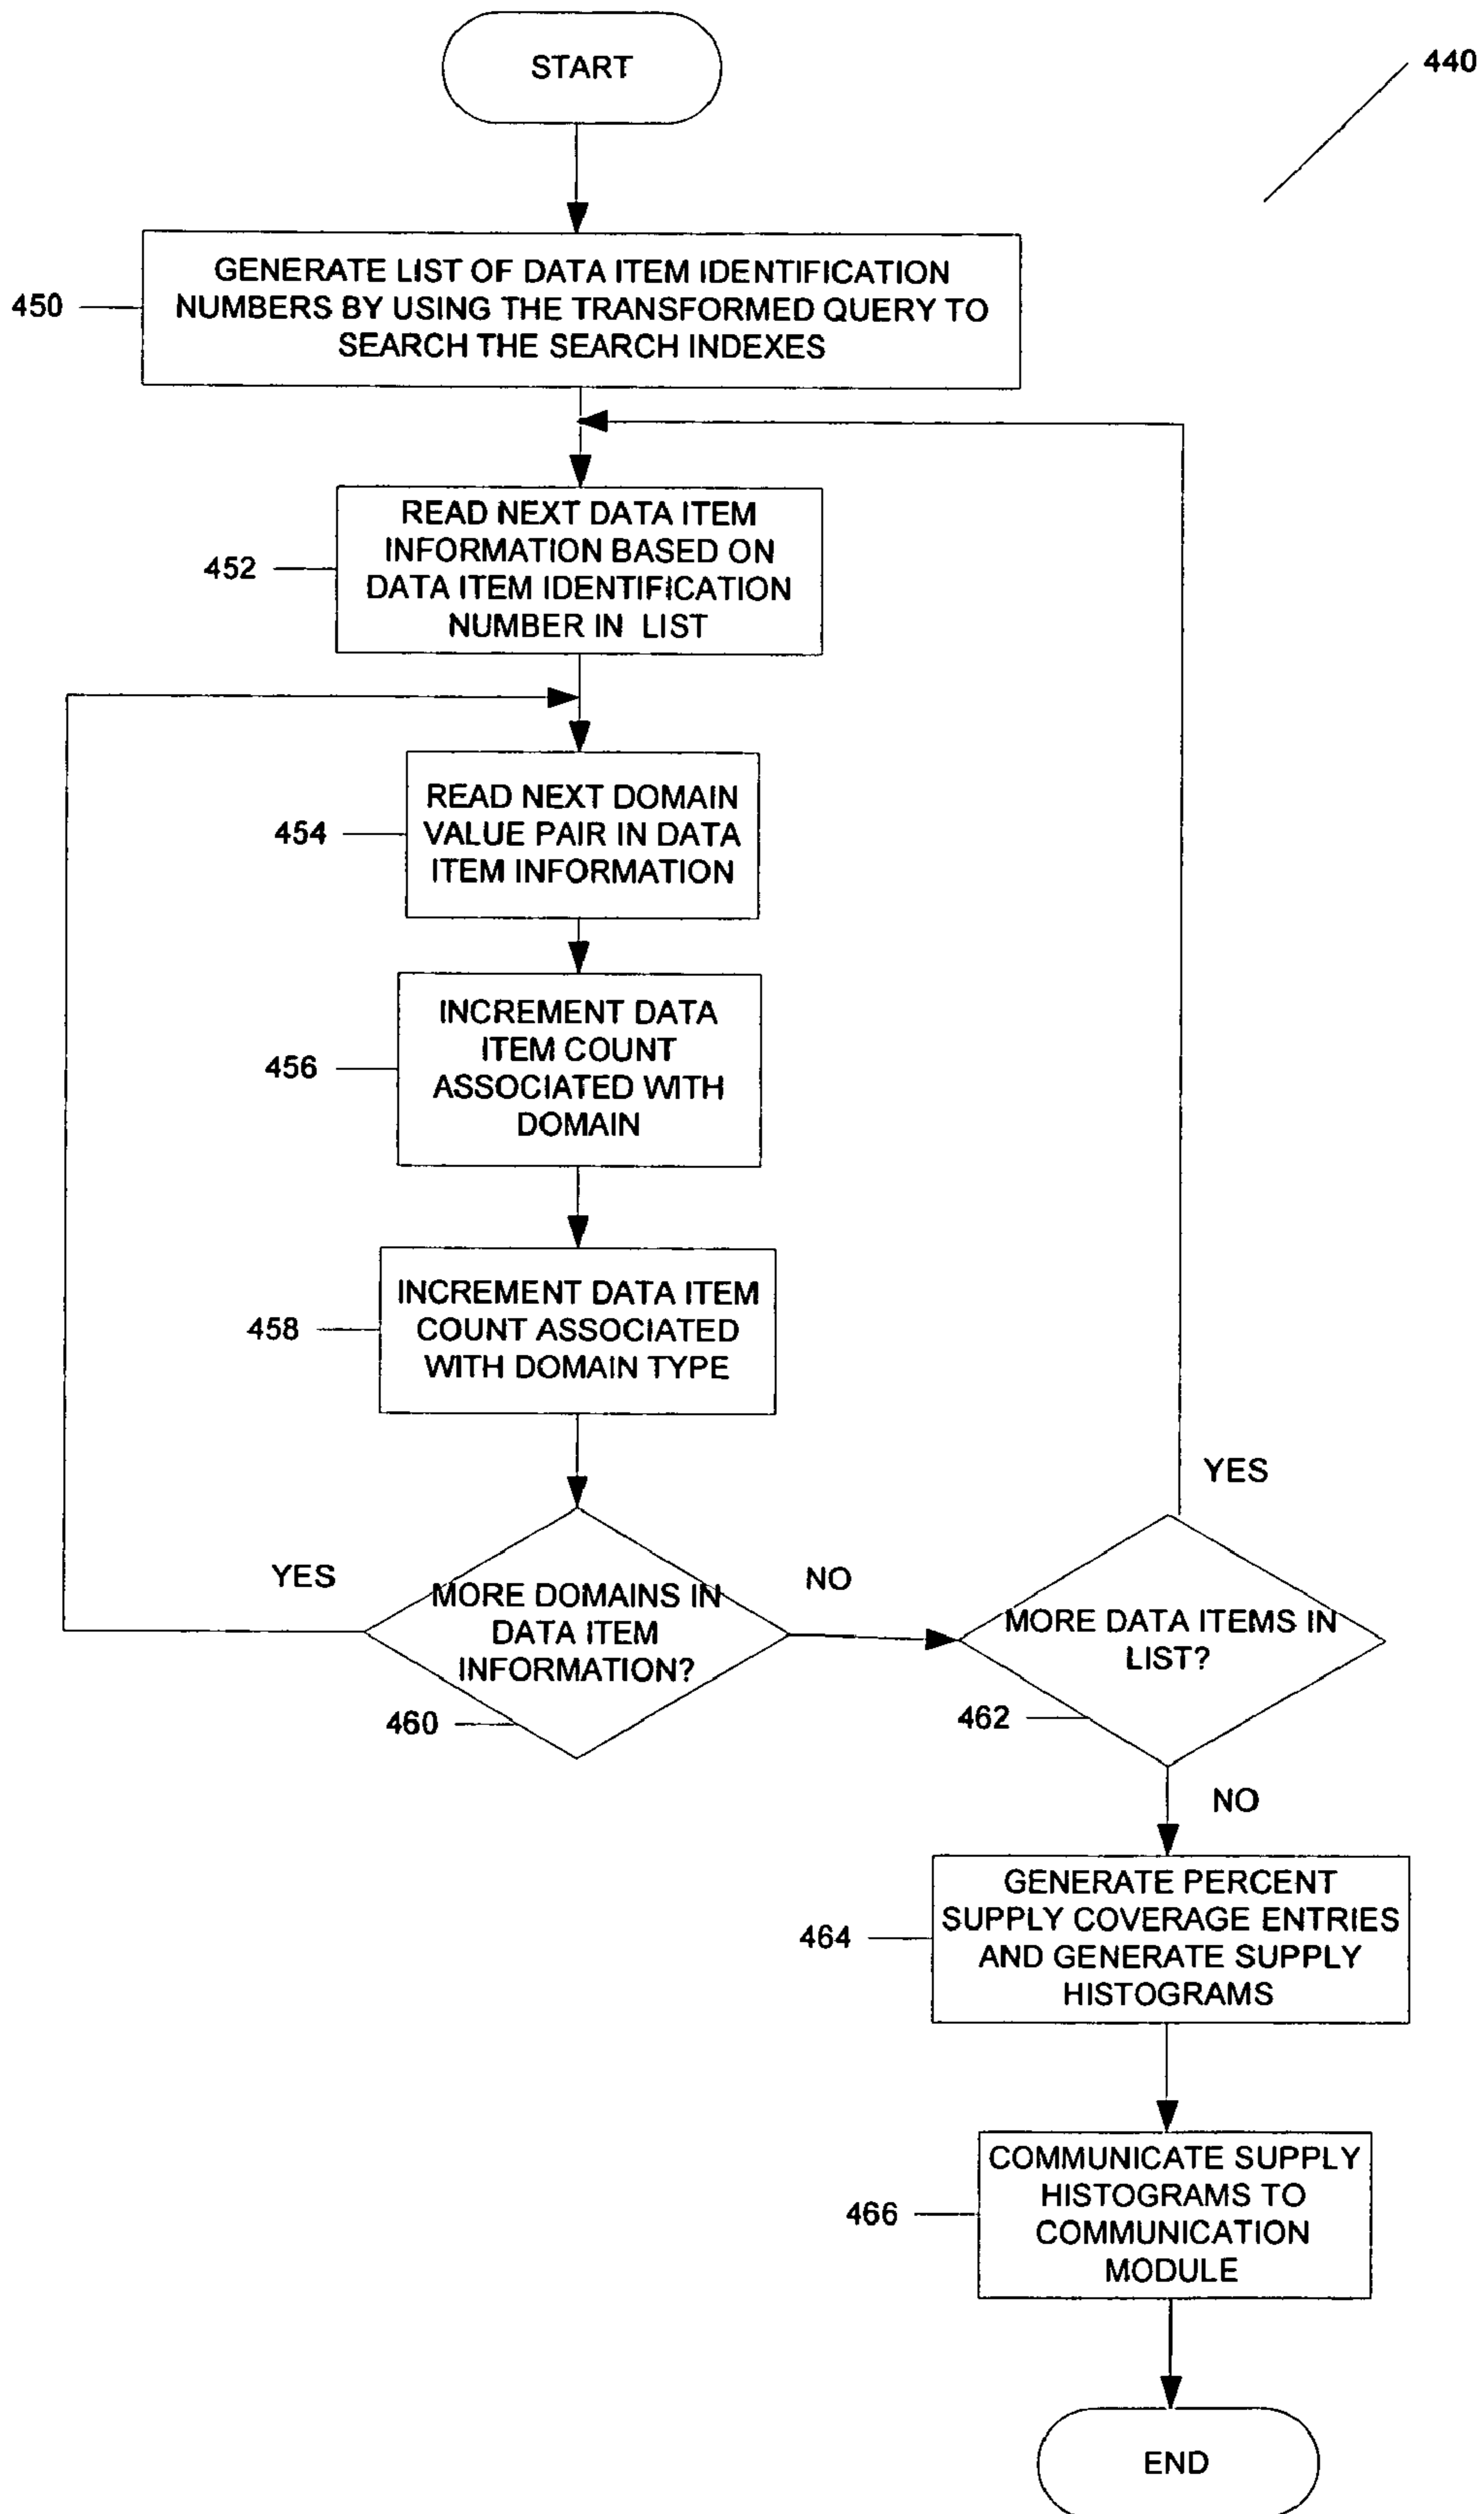 START
440
450
GENERATE LIST OF DATA ITEM IDENTIFICATION
NUMBERS BY USING THE TRANSFORMED QUERY TO
SEARCH THE SEARCH INDEXES
452
READ NEXT DATA ITEM
INFORMATION BASED ON
DATA ITEM IDENTIFICATION
NUMBER IN LIST
454
READ NEXT DOMAIN
VALUE PAIR IN DATA
ITEM INFORMATION
456
INCREMENT DATA
ITEM COUNT
ASSOCIATED WITH
DOMAIN
458
INCREMENT DATA ITEM
COUNT ASSOCIATED
WITH DOMAIN TYPE
YES
MORE DOMAINS IN
DATA ITEM
INFORMATION?
460
NO
YES
MORE DATA ITEMS IN
LIST?
462
NO
464
GENERATE PERCENT
SUPPLY COVERAGE ENTRIES
AND GENERATE SUPPLY
HISTOGRAMS
466
COMMUNICATE SUPPLY
HISTOGRAMS TO
COMMUNICATION
MODULE
END